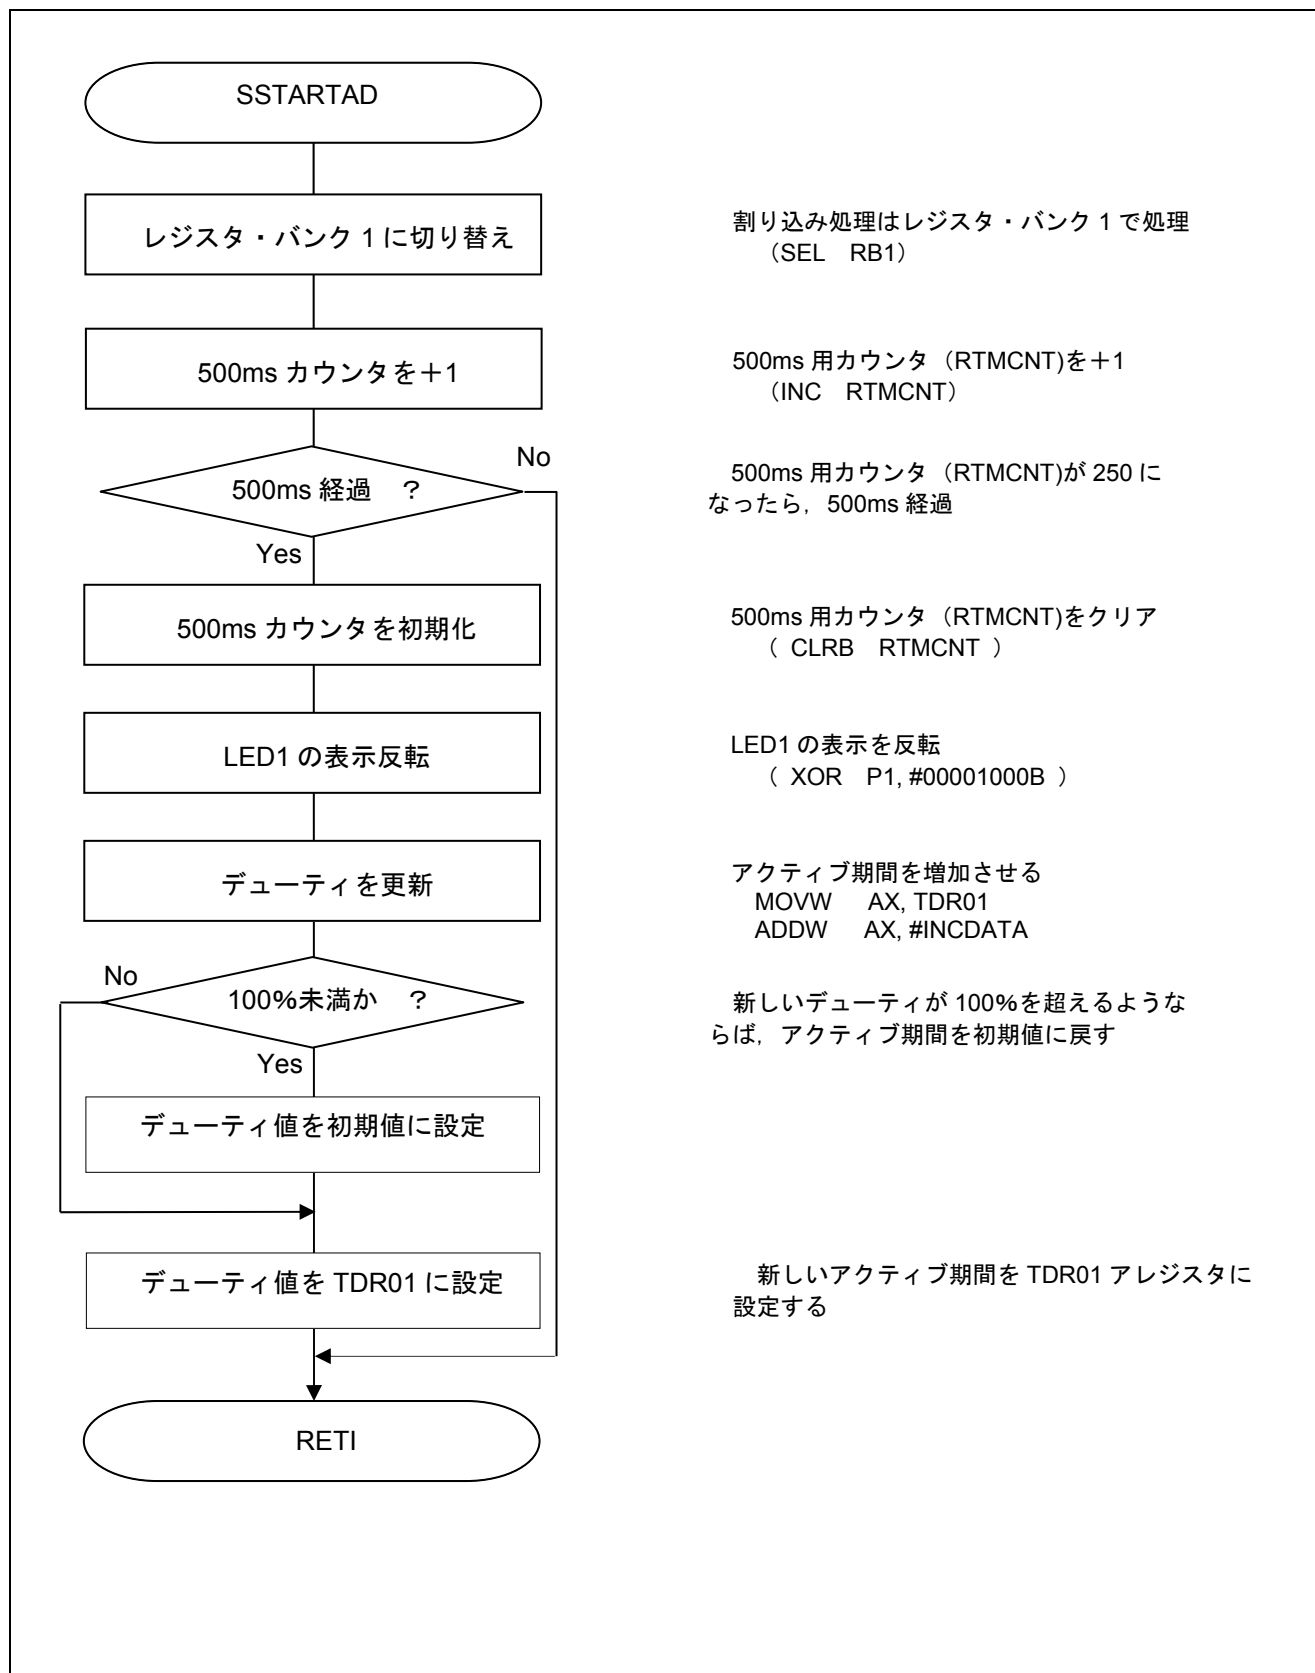 SSTARTAD
レジスタ・バンク 1 に切り替え
割り込み処理はレジスタ・バンク 1 で処理
（SEL　RB1）
500ms カウンタを＋1
500ms 用カウンタ（RTMCNT)を＋1
（INC　RTMCNT）
500ms 経過　？
No
Yes
500ms 用カウンタ（RTMCNT)が 250 に
なったら，500ms 経過
500ms カウンタを初期化
500ms 用カウンタ（RTMCNT)をクリア
（ CLRB　RTMCNT ）
LED1 の表示反転
LED1 の表示を反転
（ XOR　P1, #00001000B ）
デューティを更新
アクティブ期間を増加させる
MOVW　AX, TDR01
ADDW　AX, #INCDATA
No
100%未満か　？
Yes
新しいデューティが 100%を超えるような
らば，アクティブ期間を初期値に戻す
デューティ値を初期値に設定
デューティ値を TDR01 に設定
新しいアクティブ期間を TDR01 アレジスタに
設定する
RETI